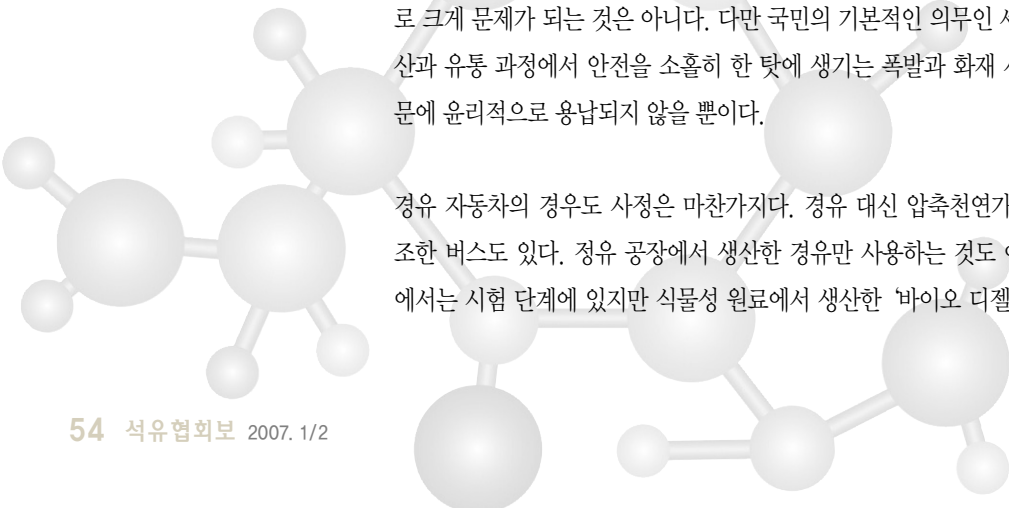 로 크게 문제가 되는 것은 아니다. 다만 국민의 기본적인 의무인
산과 유통 과정에서 안전을 소홀히 한 탓에 생기는 폭발과 화재
문에 윤리적으로 용납되지 않을 뿐이다.
경유 자동차의 경우도 사정은 마찬가지다. 경유 대신 압축천연가
조한 버스도 있다. 정유 공장에서 생산한 경유만 사용하는 것도
에서는 시험 단계에 있지만 식물성 원료에서 생산한 ‘바이오 디젤
54 석유협회보 2007. 1/2